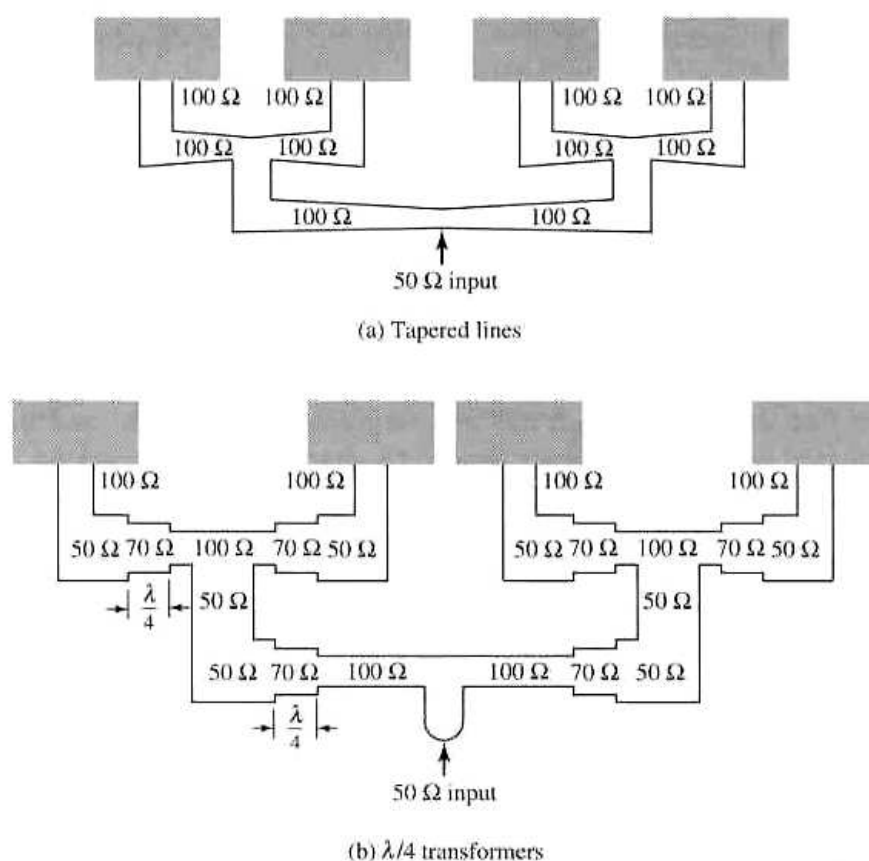 100 Ω 100 Ω 100 Ω 100 Ω
100 Ω 100 Ω 100 Ω 100 Ω
100 Ω 100 Ω
50 Ω input
(a) Tapered lines
100 Ω 100 Ω 100 Ω 100 Ω
50 Ω 70 Ω 100 Ω 70 Ω 50 Ω 50 Ω 70 Ω 100 Ω 70 Ω 50 Ω
λ/4 50 Ω 50 Ω
50 Ω 70 Ω 100 Ω 100 Ω 70 Ω 50 Ω
λ/4
50 Ω input
(b) λ/4 transformers